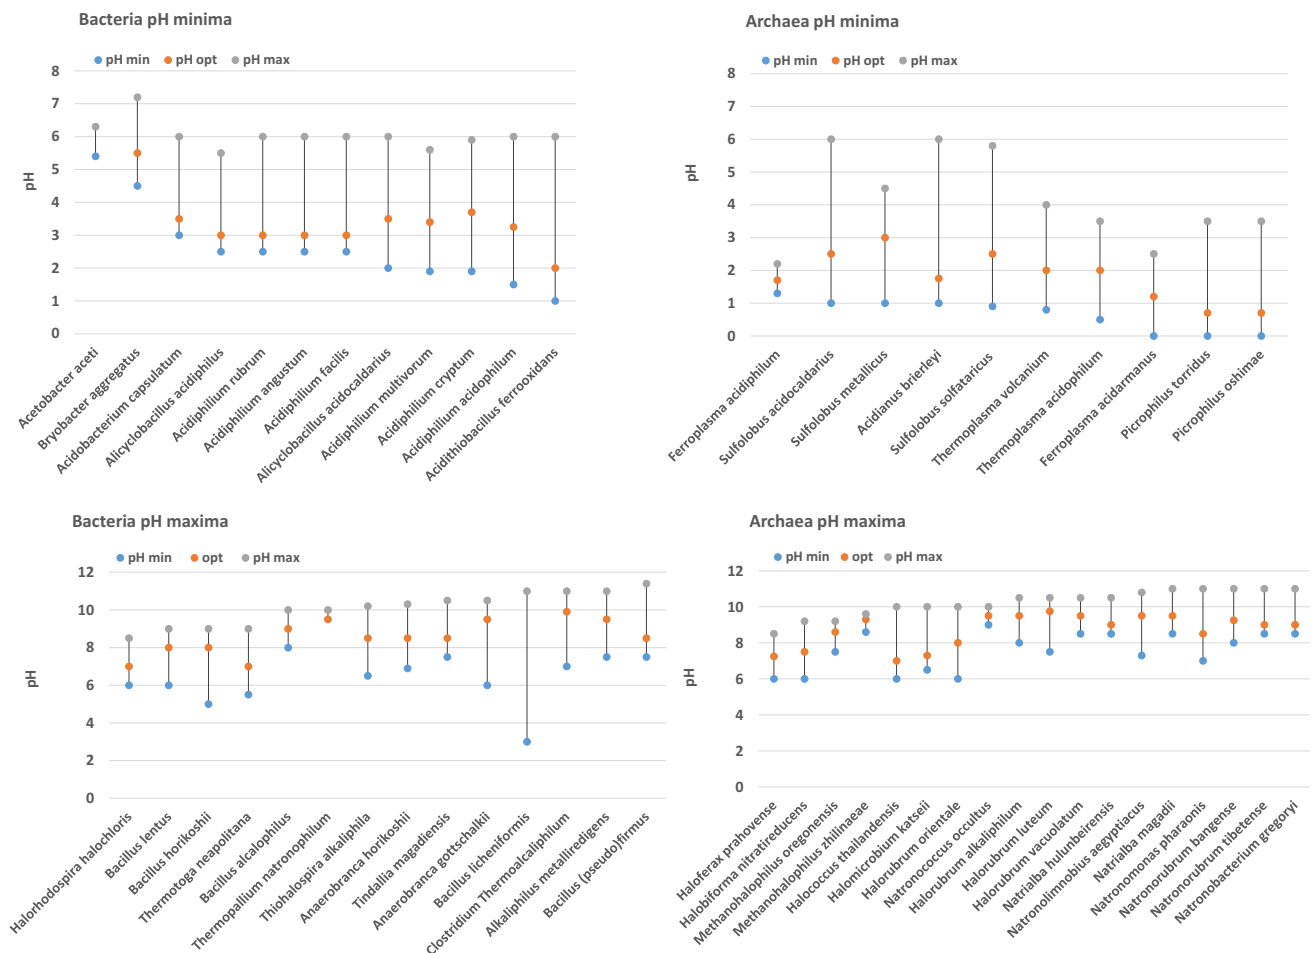 Bacteria pH minima
pH min pH opt pH max
8
7
6
5
4
3
2
1
0
pH
Acetobacter aceti
Bryobacter aggregatus
Acidobacterium capsulatum
Alicyclobacillus acidiphilus
Acidiphilium rubrum
Acidiphilium angustum
Acidiphilium facilis
Alicyclobacillus acidocaldarius
Acidiphilium multivorum
Acidiphilium cryptum
Acidiphilium acidophilum
Acidithiobacillus ferrooxidans
Archaea pH minima
pH min pH opt pH max
8
7
6
5
4
3
2
1
0
pH
Ferroplasma acidiphilum
Sulfolobus acidocaldarius
Sulfolobus metallicus
Acidianus brierleyi
Sulfolobus solfataricus
Thermoplasma volcanium
Thermoplasma acidophilum
Ferroplasma acidarmanus
Picrophilus torridus
Picrophilus oshimae
Bacteria pH maxima
pH min opt pH max
12
10
8
6
4
2
0
pH
Halorhodospira halochloris
Bacillus lentus
Bacillus horikoshii
Thermotoga neapolitana
Bacillus alcalophilus
Thermopallium natronophilum
Thiohalospira alkaliphila
Anaerobranca horikoshii
Tindallia magadiensis
Anaerobranca gottschalkii
Bacillus licheniformis
Clostridium Thermoalcaliphilum
Alkaliphilus metalliredigens
Bacillus (pseudo)firmus
Archaea pH maxima
pH min opt pH max
12
10
8
6
4
2
0
pH
Haloferax prahovense
Halobiforma nitratireducens
Methanohalophilus oregonensis
Methanohalophilus zhilinaeae
Halococcus thailandensis
Halomicrobium katseii
Halorubrum orientale
Natronococcus occultus
Horubrum alkaliphilum
Halorubrum luteum
Halorubrum vacuolatum
Natrialba hulunbeirensis
Natronolimnobius aegyptiacus
Natrialba magadii
Natronomonas pharaonis
Natronorubrum bangense
Natronorubrum tibetense
Natronobacterium gregoryi